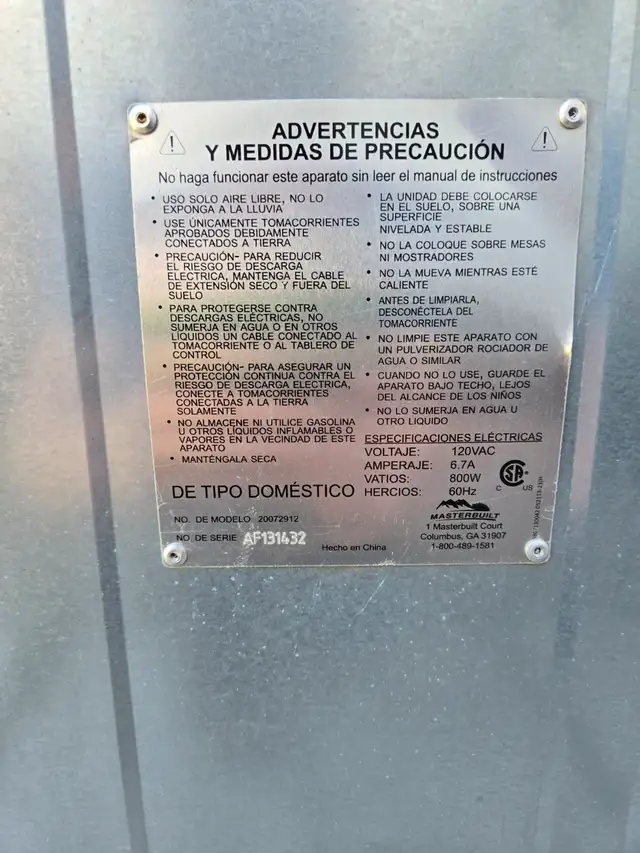 ADVERTENCIAS
Y MEDIDAS DE PRECAUCIÓN
No haga funcionar este aparato sin leer el manual de instrucciones
• USO SOLO AIRE LIBRE, NO LO
EXPONGA A LA LLUVIA
• USE ÚNICAMENTE TOMACORRIENTES
APROBADOS DEBIDAMENTE
CONECTADOS A TIERRA
• PRECAUCIÓN- PARA REDUCIR
EL RIESGO DE DESCARGA
ELECTRICA, MANTENGA EL CABLE
DE EXTENSIÓN SECO Y FUERA DEL
SUELO
• PARA PROTEGERSE CONTRA
DESCARGAS ELÉCTRICAS, NO
SUMERJA EN AGUA O EN OTROS
LÍQUIDOS UN CABLE CONECTADO AL
TOMACORRIENTE O AL TABLERO DE
CONTROL
• PRECAUCIÓN- PARA ASEGURAR UN
PROTECCIÓN CONTINUA CONTRA EL
RIESGO DE DESCARGA ELECTRICA,
CONECTE A TOMACORRIENTES
CONECTADAS A LA TIERRA
SOLAMENTE
• NO ALMACENE NI UTILICE GASOLINA
U OTROS LÍQUIDOS INFLAMABLES O
VAPORES EN LA VECINDAD DE ESTE
APARATO
• MANTÉNGALA SECA
• LA UNIDAD DEBE COLOCARSE
EN EL SUELO, SOBRE UNA
SUPERFICIE
NIVELADA Y ESTABLE
• NO LA COLOQUE SOBRE MESAS
NI MOSTRADORES
• NO LA MUEVA MIENTRAS ESTÉ
CALIENTE
• ANTES DE LIMPIARLA,
DESCONÉCTELA DEL
TOMACORRIENTE
• NO LIMPIE ESTE APARATO CON
UN PULVERIZADOR ROCIADOR DE
AGUA O SIMILAR
• CUANDO NO LO USE, GUARDE EL
APARATO BAJO TECHO, LEJOS
DEL ALCANCE DE LOS NIÑOS
• NO LO SUMERJA EN AGUA U
OTRO LIQUIDO
ESPECIFICACIONES ELÉCTRICAS
VOLTAJE: 120VAC
AMPERAJE: 6.7A
VATIOS: 800W
HERCIOS: 60Hz
C SA US
DE TIPO DOMÉSTICO
NO. DE MODELO 20072912
NO. DE SERIE AF131432
Hecho en China
MASTERBUILT
1 Masterbuilt Court
Columbus, GA 31907
1-800-489-1581